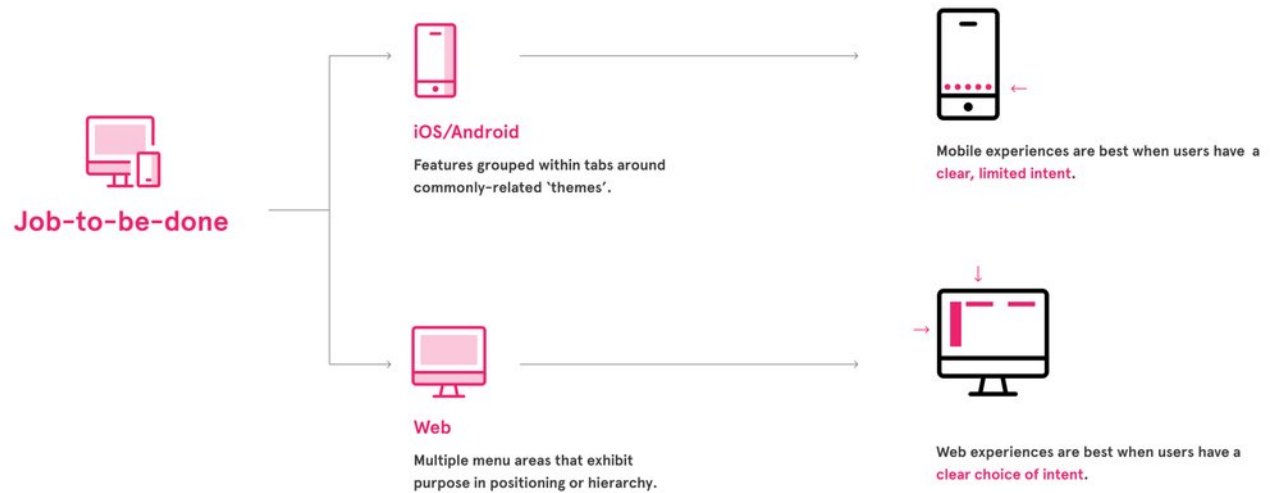 Job-to-be-done
iOS/Android
Features grouped within tabs around
commonly-related ‘themes’.
Mobile experiences are best when users have a
clear, limited intent.
Web
Multiple menu areas that exhibit
purpose in positioning or hierarchy.
Web experiences are best when users have a
clear choice of intent.